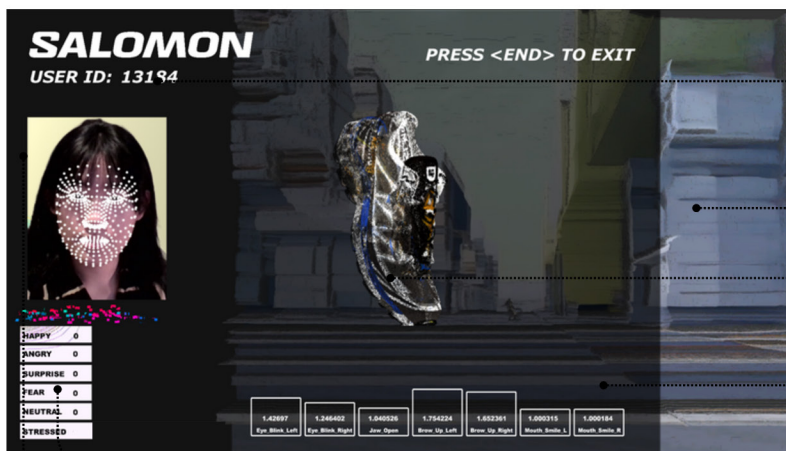 SALOMON
PRESS <END> TO EXIT
USER ID: 13194
HAPPY 0
ANGRY 0
SURPRISE 0
FEAR 0
NEUTRAL 0
STRESSED
1.42697 1.246402 1.040526 1.754224 1.652361 1.000315 1.000184
Eye_Blink_Left Eye_Blink_Right Jaw_Open Brow_Up_Left Brow_Up_Right Mouth_Smile_L Mouth_Smile_R